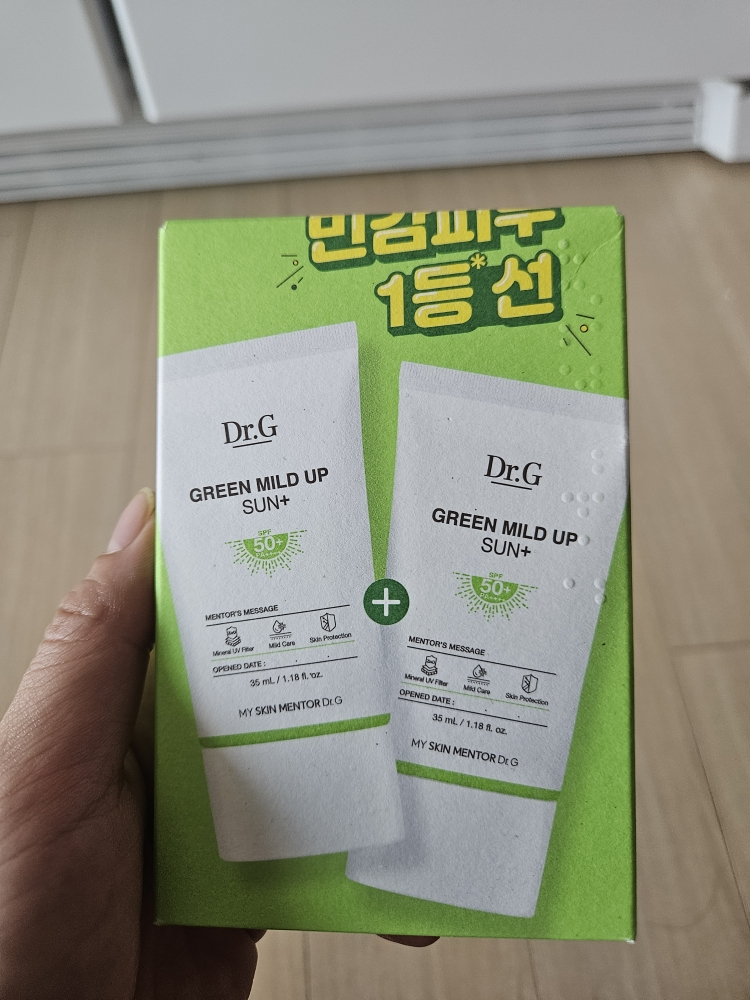 민감피부
1등* 선
Dr.G
GREEN MILD UP
SUN+
SPF
50+
PA++++
MENTOR'S MESSAGE
Mineral UV Filter
Mild Care
Skin Protection
OPENED DATE : . .
35 mL / 1.18 fl. oz.
MY SKIN MENTOR Dr.G
+
Dr.G
GREEN MILD UP
SUN+
SPF
50+
PA++++
MENTOR'S MESSAGE
Mineral UV Filter
Mild Care
Skin Protection
OPENED DATE : . .
35 mL / 1.18 fl. oz.
MY SKIN MENTOR Dr.G